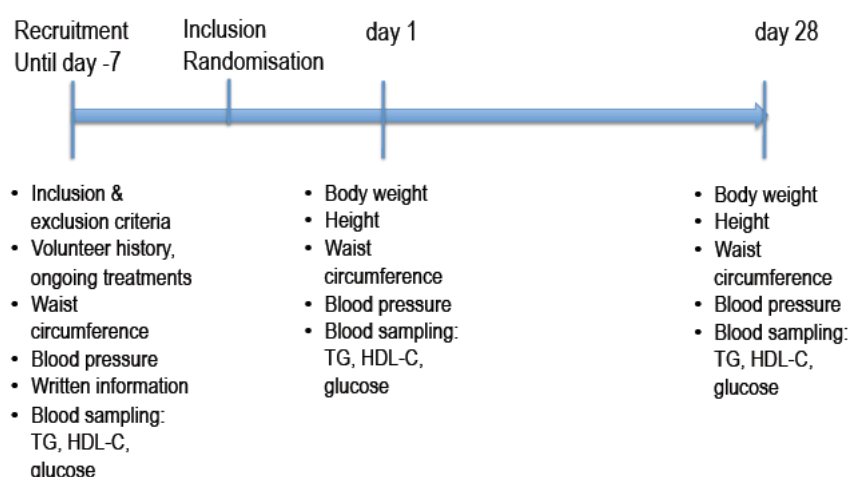 Recruitment
Until day -7
Inclusion
Randomisation
day 1
day 28
• Inclusion &
exclusion criteria
• Volunteer history,
ongoing treatments
• Waist
circumference
• Blood pressure
• Written information
• Blood sampling:
TG, HDL-C,
glucose
• Body weight
• Height
• Waist
circumference
• Blood pressure
• Blood sampling:
TG, HDL-C,
glucose
• Body weight
• Height
• Waist
circumference
• Blood pressure
• Blood sampling:
TG, HDL-C,
glucose